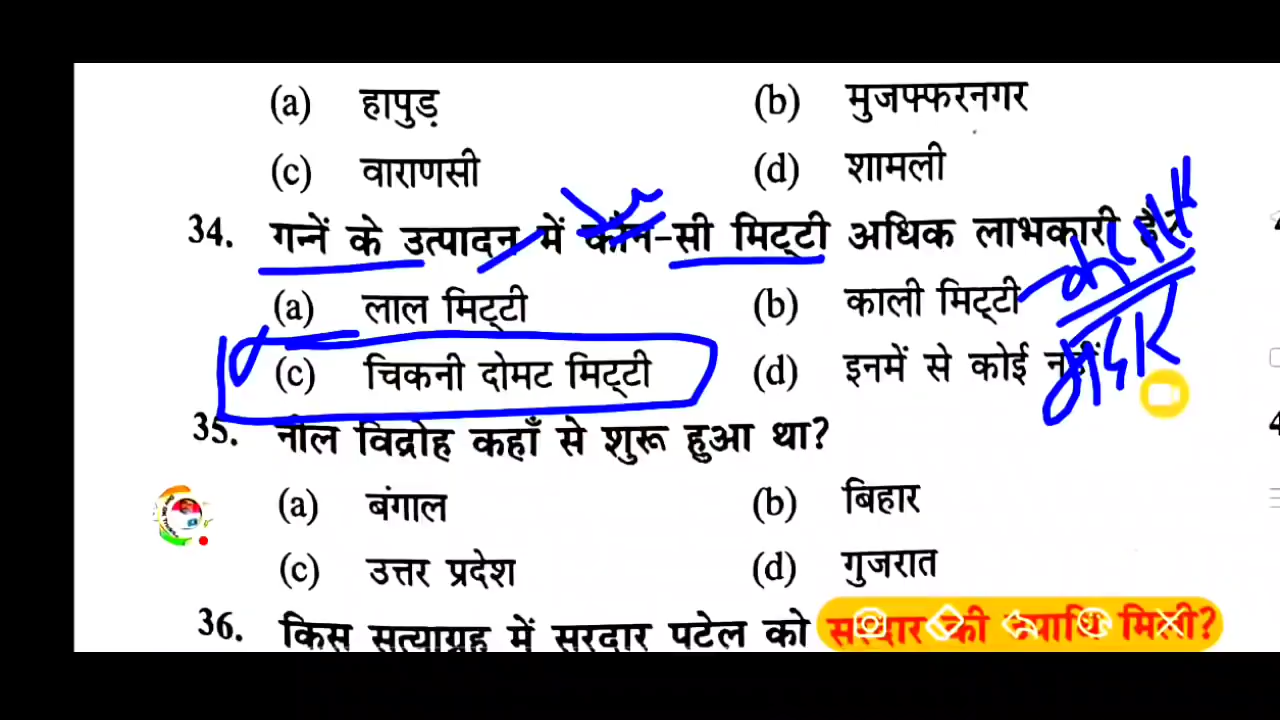 (a) हापुड़ (b) मुजफ्फरनगर
(c) वाराणसी (d) शामली
34. गन्नें के उत्पादन में कौन-सी मिट्टी अधिक लाभकारी है?
(a) लाल मिट्टी (b) काली मिट्टी
(c) चिकनी दोमट मिट्टी (d) इनमें से कोई नहीं
35. नील विद्रोह कहाँ से शुरू हुआ था?
(a) बंगाल (b) बिहार
(c) उत्तर प्रदेश (d) गुजरात
36. किस सत्याग्रह में सरदार पटेल को सरदार की उपाधि मिली?